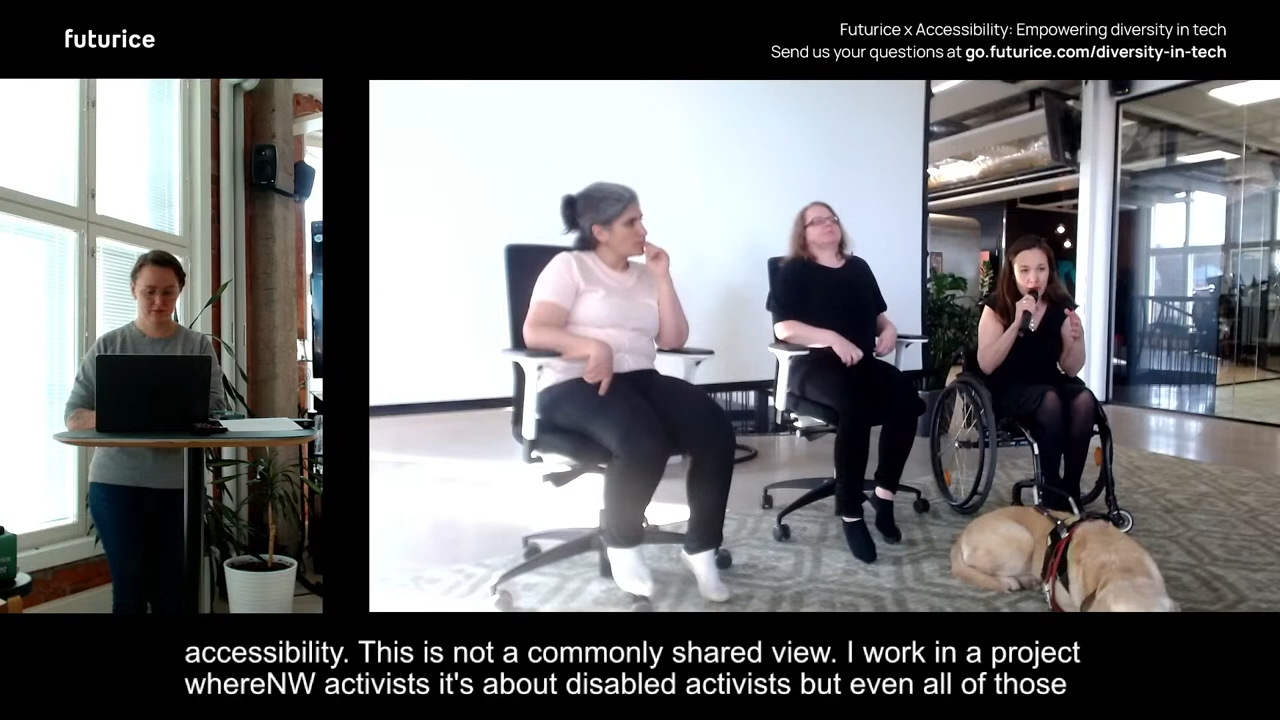 futurice
Futurice x Accessibility: Empowering diversity in tech
Send us your questions at go.futurice.com/diversity-in-tech
accessibility. This is not a commonly shared view. I work in a project
whereNW activists it's about disabled activists but even all of those